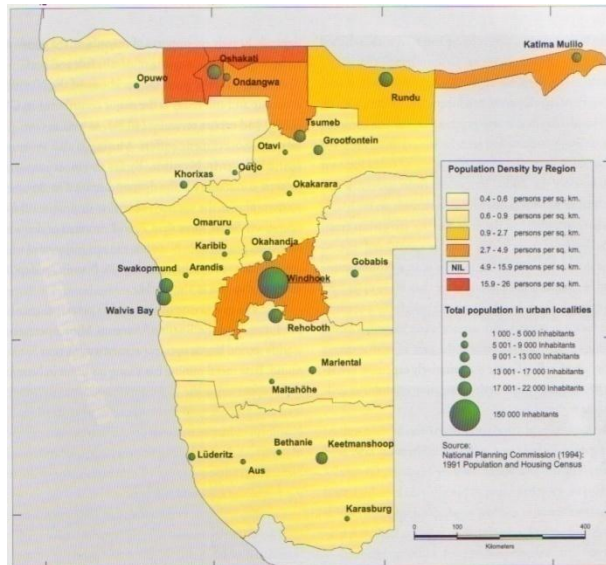 Katima Mulilo
Oshakati
Opuwo
Ondangwa
Rundu
Tsumeb
Grootfontein
Otavi
Outjo
Khorixas
Okakarara
Omaruru
Karibib
Okahandja
Swakopmund
Arandis
Windhoek
Gobabis
Walvis Bay
Rehoboth
Mariental
Maltahöhe
Bethanie
Lüderitz
Keetmanshoop
Aus
Karasburg
Population Density by Region
0.4 - 0.6 persons per sq. km.
0.6 - 0.9 persons per sq. km.
0.9 - 2.7 persons per sq. km.
2.7 - 4.9 persons per sq. km.
NIL 4.9 - 15.9 persons per sq. km.
15.9 - 26 persons per sq. km.
Total population in urban localities
1 000 - 5 000 Inhabitants
5 001 - 9 000 Inhabitants
9 001 - 13 000 Inhabitants
13 001 - 17 000 Inhabitants
17 001 - 22 000 Inhabitants
150 000 Inhabitants
Source:
National Planning Commission (1994):
1991 Population and Housing Census
0 100 400
Kilometers